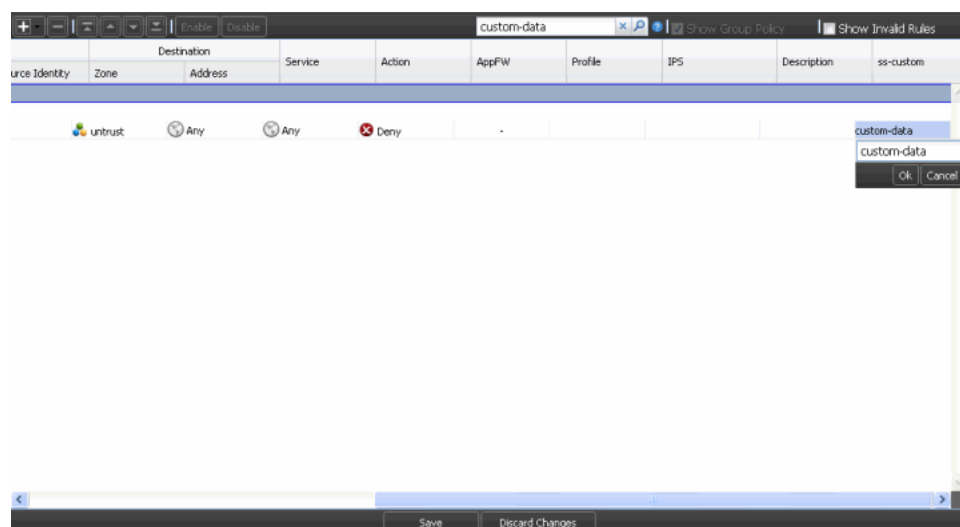 Enable Disable custom-data Show Group Policy Show Invalid Rules
Destination
Service Action AppFW Profile IPS Description ss-custom
urce Identity Zone Address
untrust Any Any Deny - custom-data
custom-data
Ok Cancel
Save Discard Changes